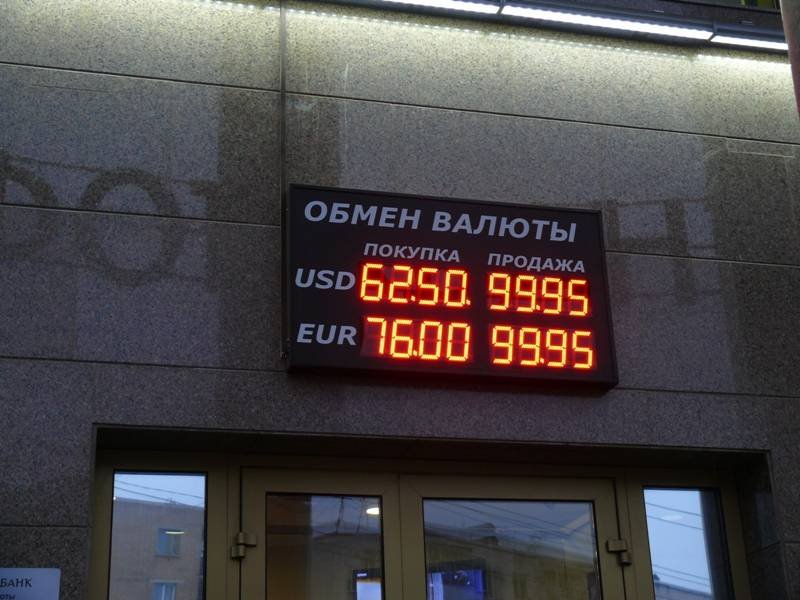 ОБМЕН ВАЛЮТЫ
ПОКУПКА ПРОДАЖА
USD 62.50 99.95
EUR 76.00 99.95
БАНК